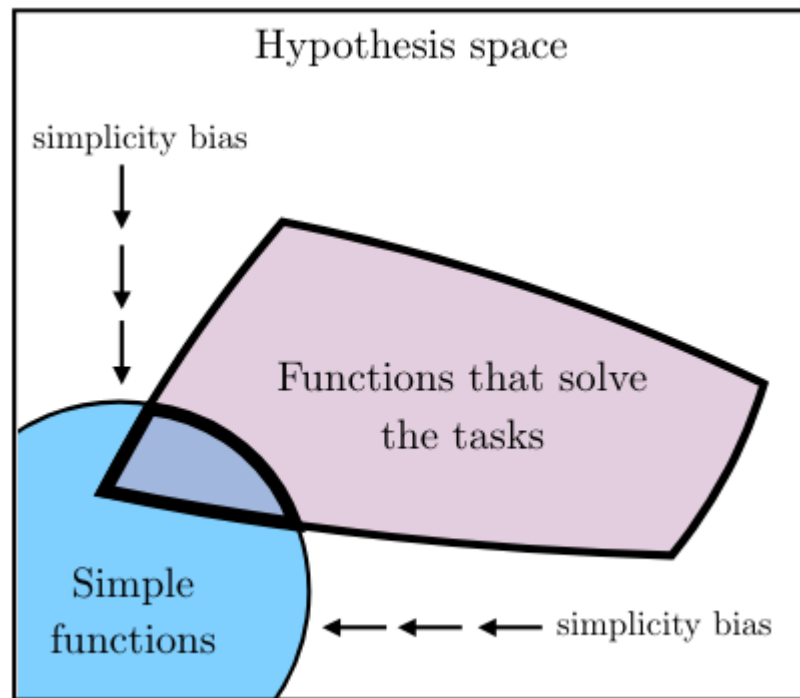 Hypothesis space
simplicity bias
Functions that solve
the tasks
Simple
functions
simplicity bias